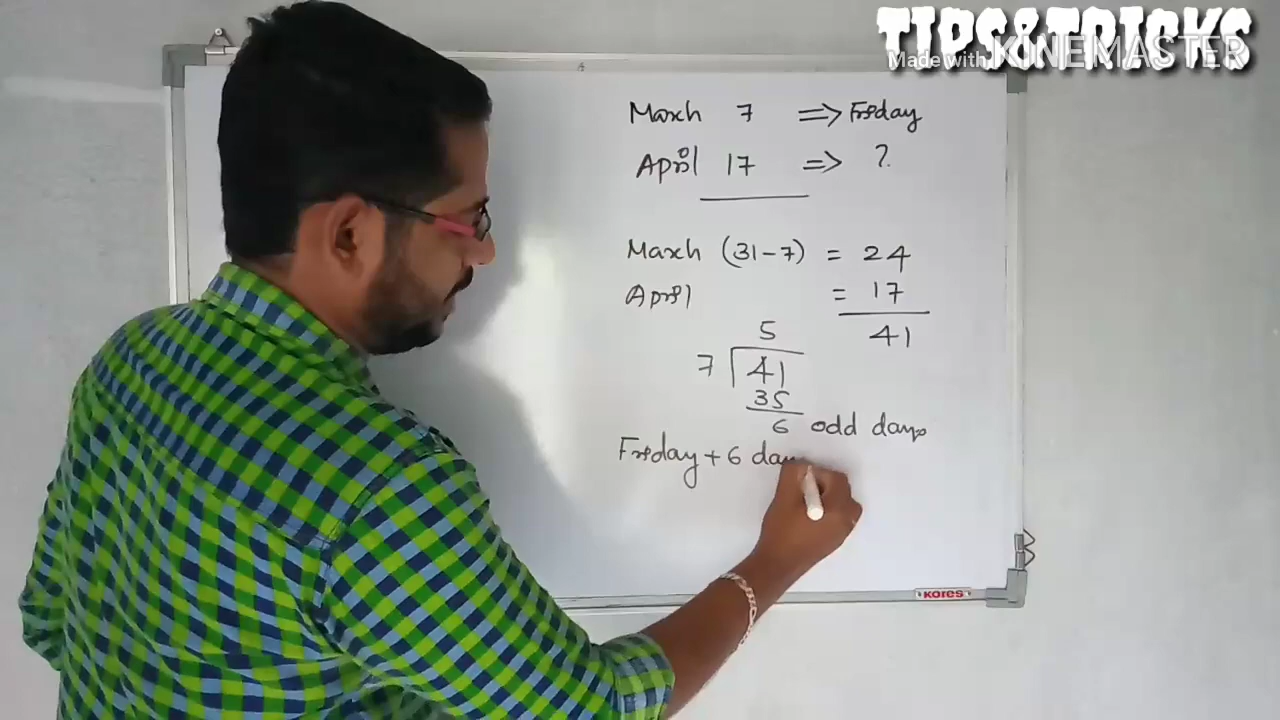 TIPS&TRICKS
Made with KINEMASTER
March 7 => Friday
April 17 => ?
March (31-7) = 24
April = 17
41
5
7 41
35
6 odd days
Friday + 6 day
Kores